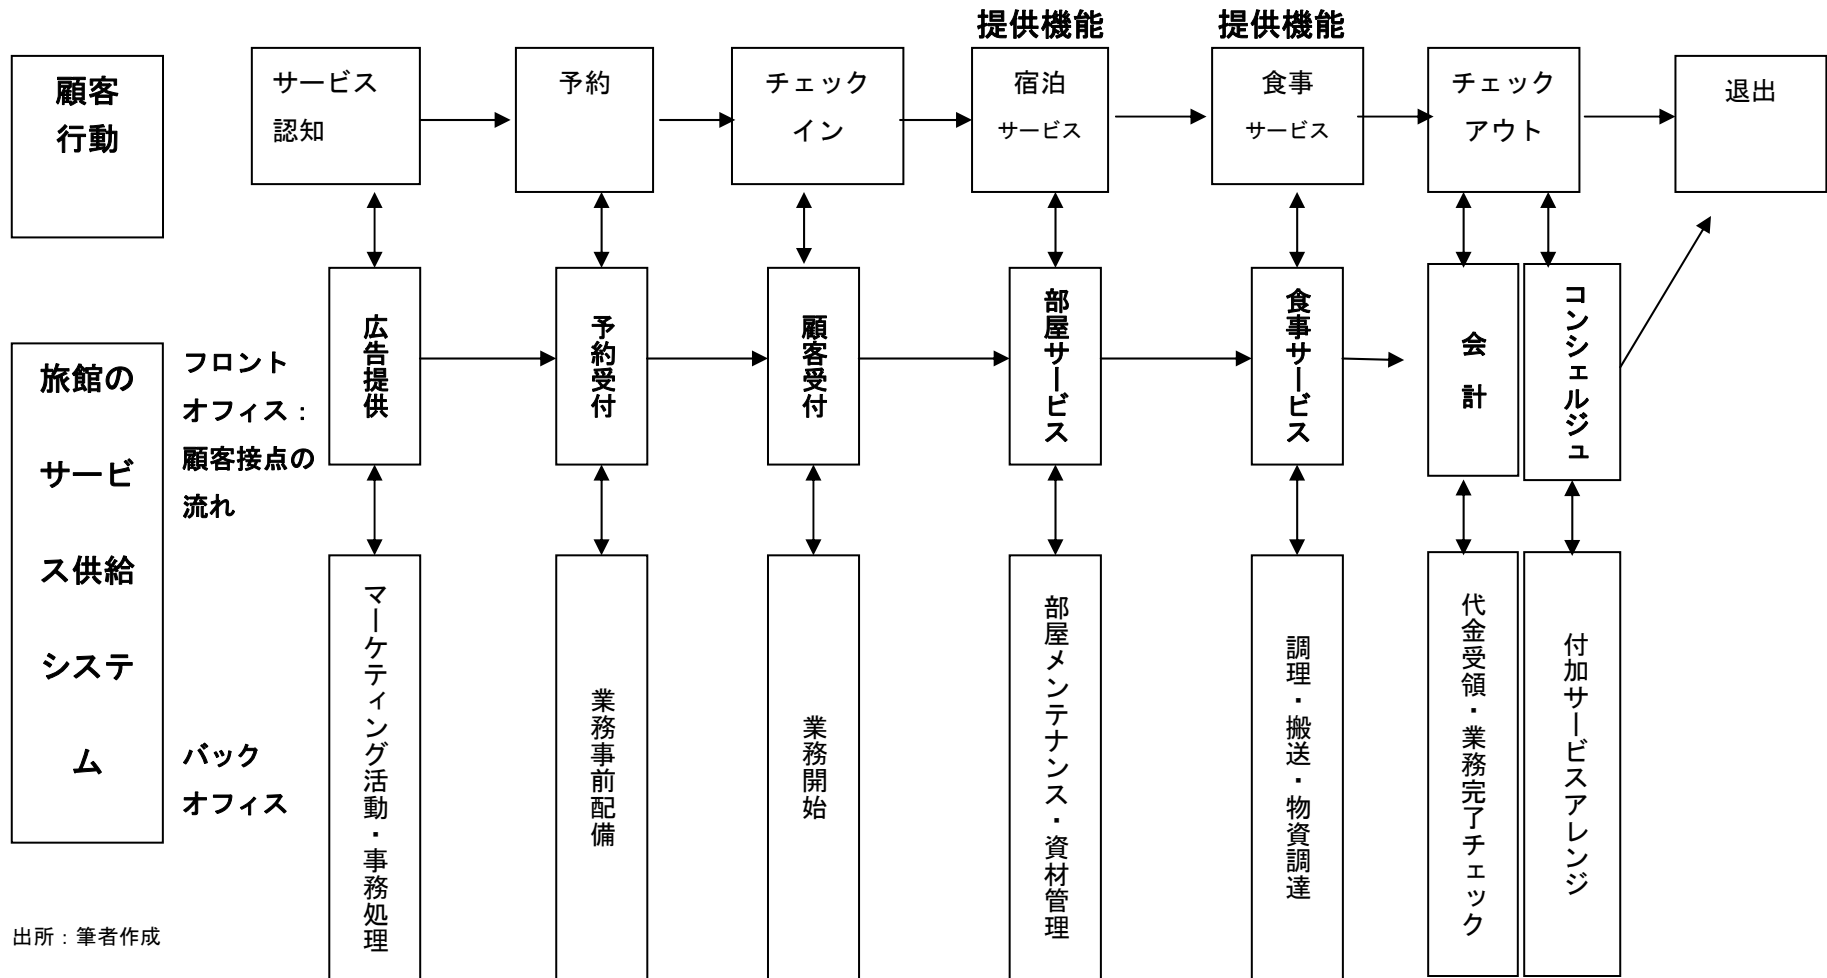 提供機能
提供機能
顧客
行動
サービス
認知
予約
チェック
イン
宿泊
サービス
食事
サービス
チェック
アウト
退出
旅館の
サービ
ス供給
システ
ム
フロント
オフィス：
顧客接点の
流れ
広告提供
予約受付
顧客受付
部屋サービス
食事サービス
会計
コンシェルジュ
バック
オフィス
マーケティング活動・事務処理
業務事前配備
業務開始
部屋メンテナンス・資材管理
調理・搬送・物資調達
代金受領・業務完了チェック
付加サービスアレンジ
出所：筆者作成